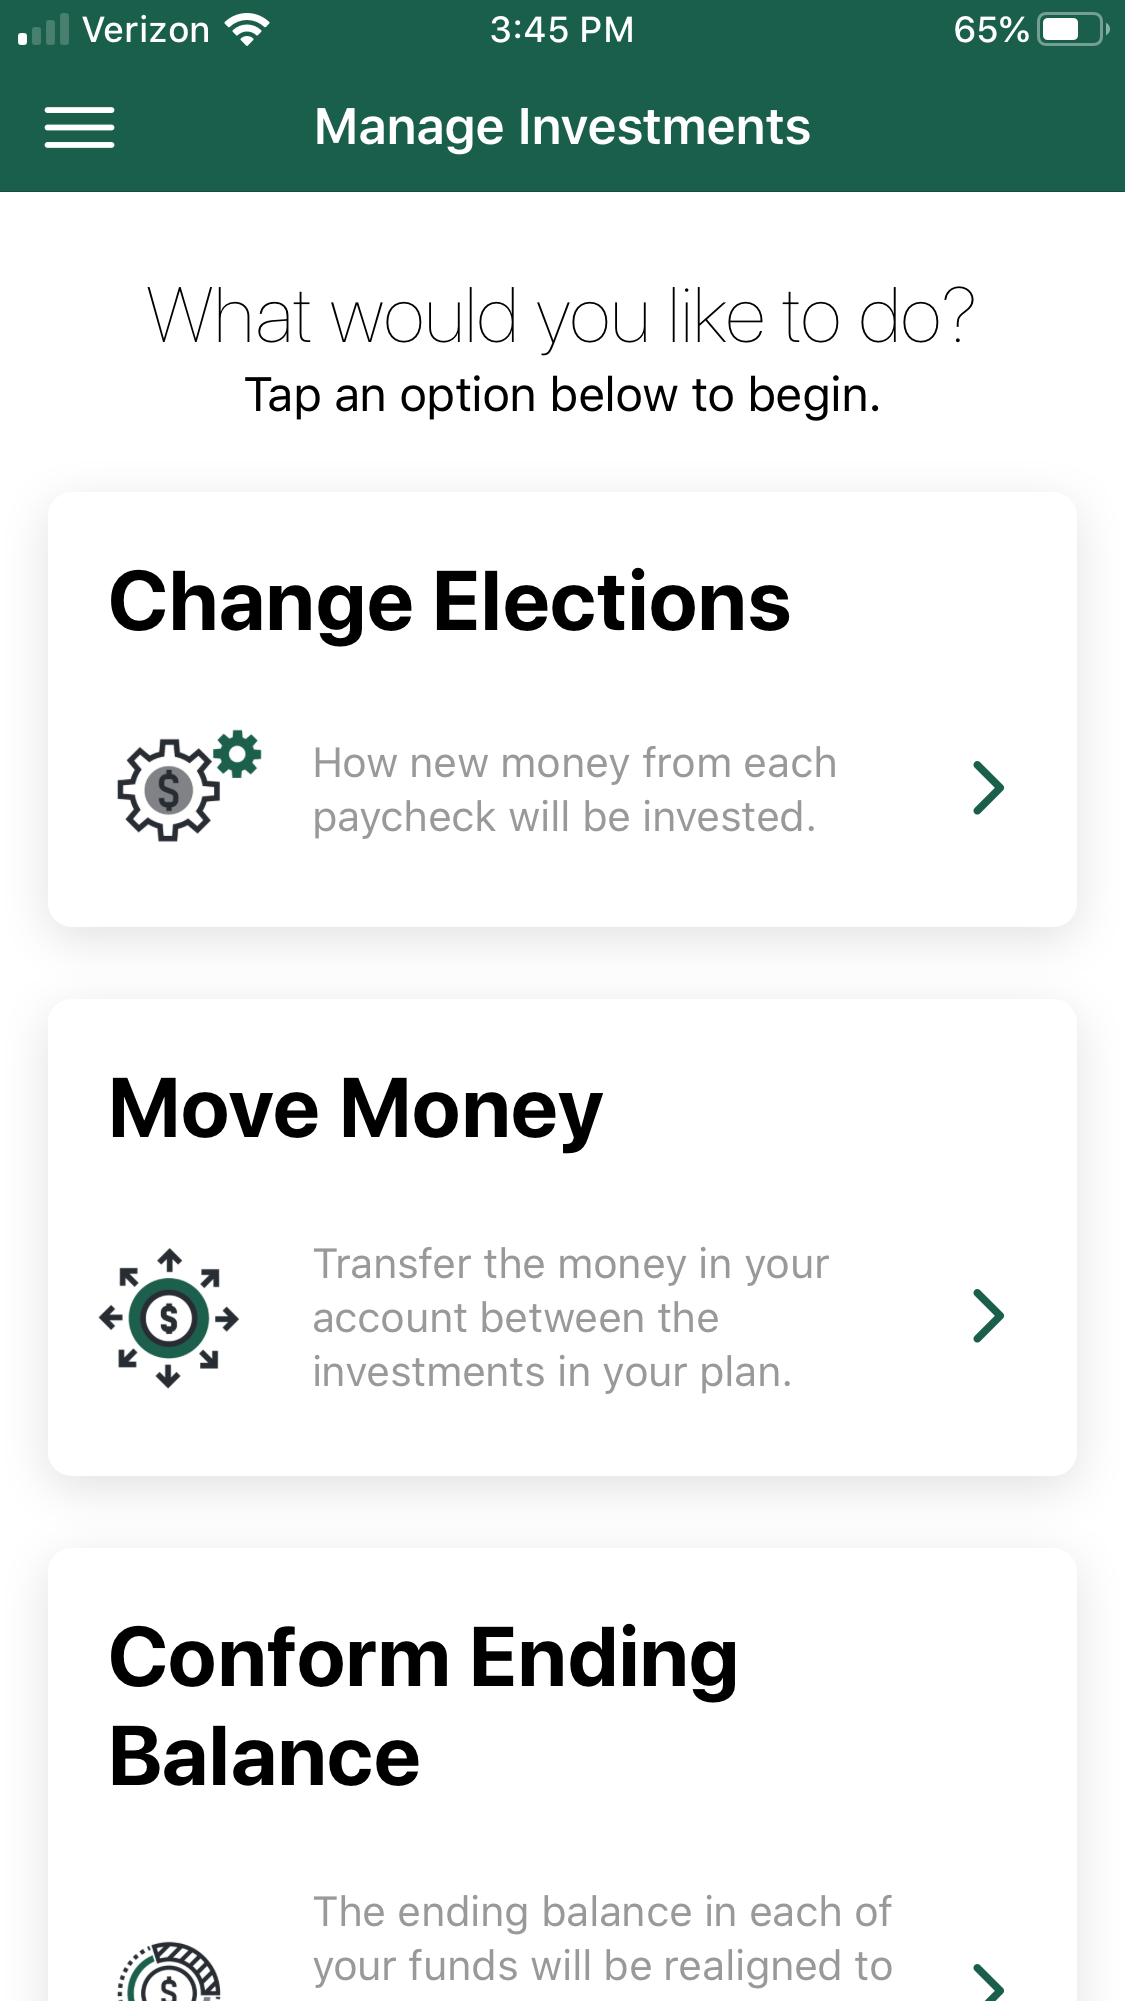 Verizon 3:45 PM 65%
Manage Investments
What would you like to do?
Tap an option below to begin.
Change Elections
$
How new money from each
paycheck will be invested.
Move Money
$
Transfer the money in your
account between the
investments in your plan.
Conform Ending
Balance
$
The ending balance in each of
your funds will be realigned to